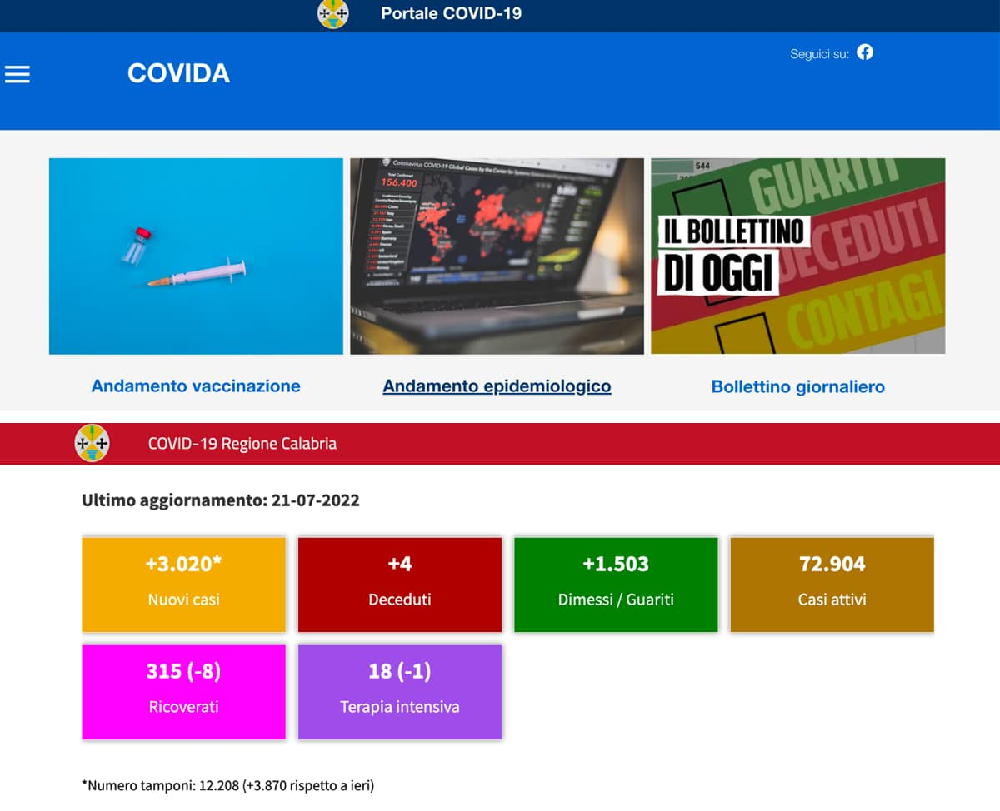 Portale COVID-19
Seguici su:
COVIDA
Coronavirus COVID-19 Global Cases by the Center for Systems Science
Total Confirmed
156.400
544
GUARITI
DECEDUTI
CONTAGI
IL BOLLETTINO
DI OGGI
Andamento vaccinazione
Andamento epidemiologico
Bollettino giornaliero
COVID-19 Regione Calabria
Ultimo aggiornamento: 21-07-2022
+3.020*
Nuovi casi
+4
Deceduti
+1.503
Dimessi / Guariti
72.904
Casi attivi
315 (-8)
Ricoverati
18 (-1)
Terapia intensiva
*Numero tamponi: 12.208 (+3.870 rispetto a ieri)